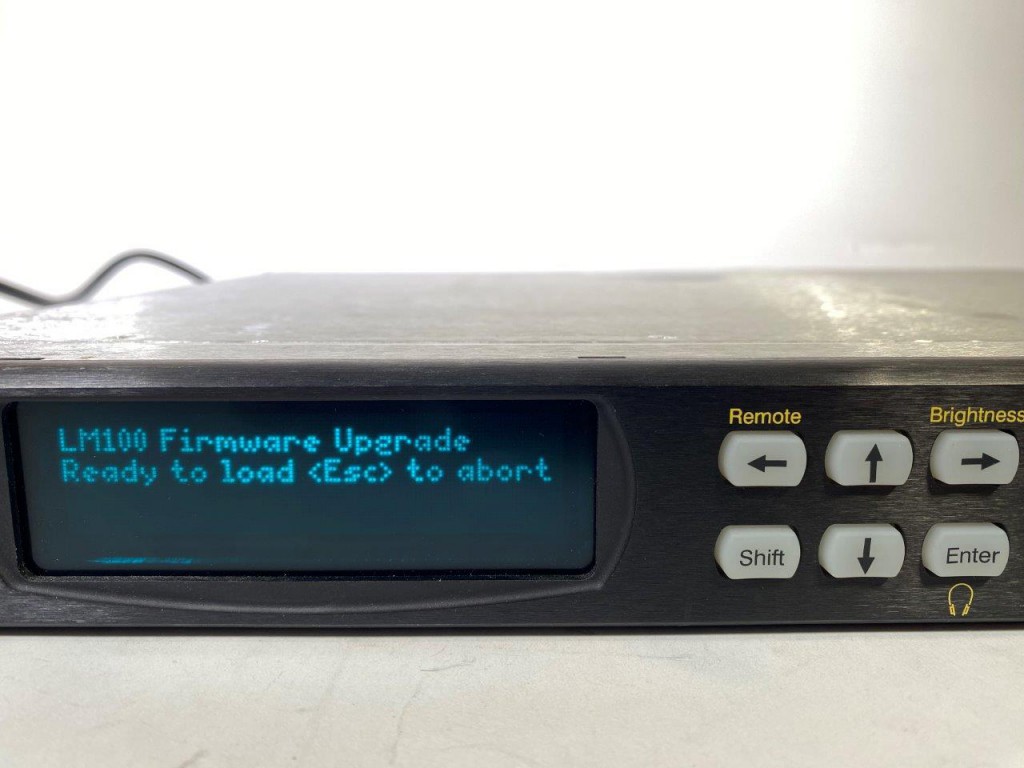 LM100 Firmware Upgrade
Ready to load <Esc> to abort
Remote
Brightness
Shift
Enter